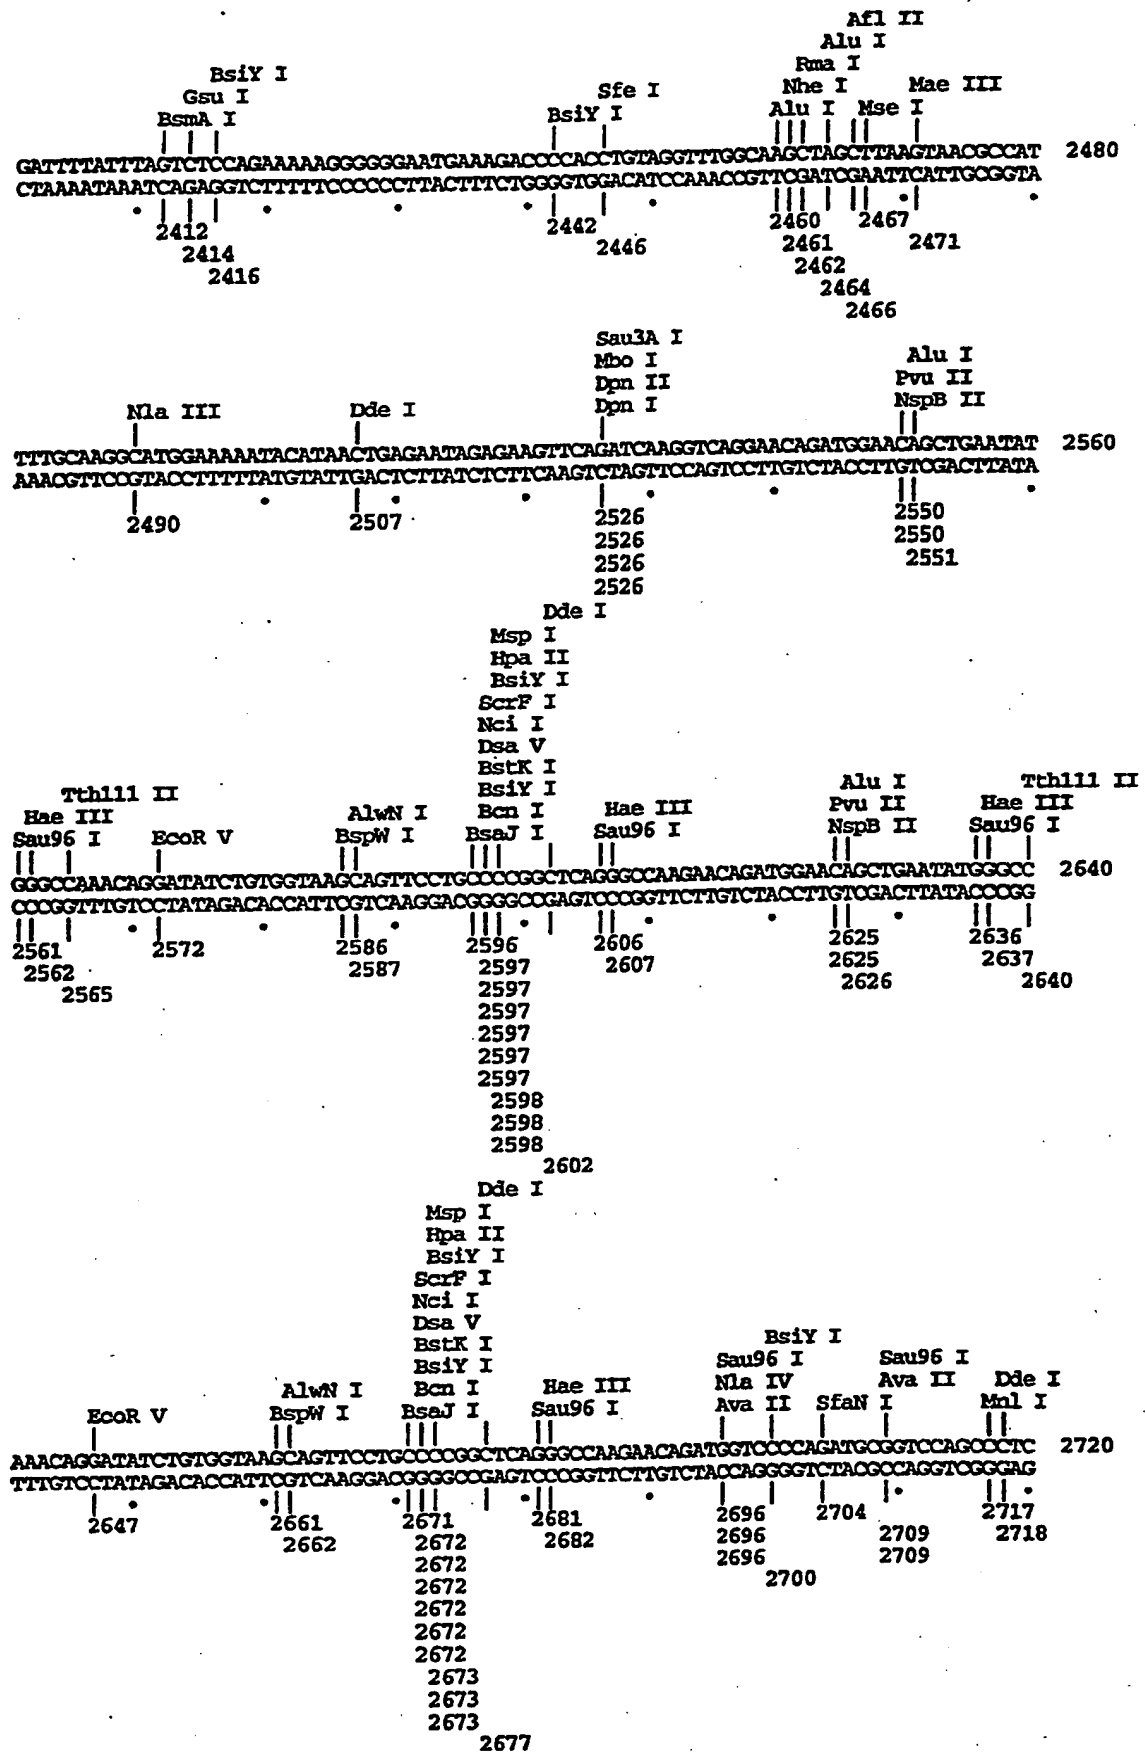 Afl II
Alu I
BsiY I Rma I
Gsu I Sfe I Nhe I Mae III
BsmA I BsiY I Alu I Mse I
GATTTTATTTAGTCTCCAGAAAAAGGGGGGAATGAAAGACCCCACCTGTAGGTTTGGCAAGCTAGCTTAAGTAACGCCAT 2480
CTAAAATAAATCAGAGGTCTTTTTCCCCCCTTACTTTCTGGGGTGGACATCCAAACCGTTCGATCGAATTCATTGCGGTA
2412 2442 2460 2467
2414 2446 2461 2471
2416 2462
2464
2466
Sau3A I
Mbo I Alu I
Dpn II Pvu II
Nla III Dde I Dpn I NspB II
TTTGCAAGGCATGGAAAAATACATAACTGAGAATAGAGAAGTTCAGATCAAGGTCAGGAACAGATGGAACAGCTGAATAT 2560
AAACGTTCCGTACCTTTTTATGTATTGACTCTTATCTCTTCAAGTCTAGTTCCAGTCCTTGTCTACCTTGTCGACTTATA
2490 2507 2526 2550
2526 2550
2526 2551
2526
Dde I
Msp I
Hpa II
BsiY I
ScrF I
Nci I
Dsa V
BstK I
Tth111 II BsiY I Alu I Tth111 II
Hae III AlwN I Bcn I Hae III Pvu II Hae III
Sau96 I EcoR V BspW I BsaJ I Sau96 I NspB II Sau96 I
GGGCCAAACAGGATATCTGTGGTAAGCAGTTCCTGCCCCGGCTCAGGGCCAAGAACAGATGGAACAGCTGAATATGGGCC 2640
CCCGGTTTGTCCTATAGACACCATTCGTCAAGGACGGGGCCGAGTCCCGGTTCTTGTCTACCTTGTCGACTTATACCCGG
2561 2572 2586 2596 2606 2625 2636
2562 2587 2597 2607 2625 2637
2565 2597 2626 2640
2597
2597
2597
2597
2598
2598
2598
2602
Dde I
Msp I
Hpa II
BsiY I
ScrF I
Nci I
Dsa V
BstK I BsiY I
BsiY I Sau96 I Sau96 I
AlwN I Bcn I Hae III Nla IV Ava II Dde I
EcoR V BspW I BsaJ I Sau96 I Ava II SfaN I Mnl I
AAACAGGATATCTGTGGTAAGCAGTTCCTGCCCCGGCTCAGGGCCAAGAACAGATGGTCCCCAGATGCGGTCCAGCCCTC 2720
TTTGTCCTATAGACACCATTCGTCAAGGACGGGGCCGAGTCCCGGTTCTTGTCTACCAGGGGTCTACGCCAGGTCGGGAG
2647 2661 2671 2681 2696 2704 2717
2662 2672 2682 2696 2709 2718
2672 2696 2709
2672 2700
2672
2672
2672
2673
2673
2673
2677